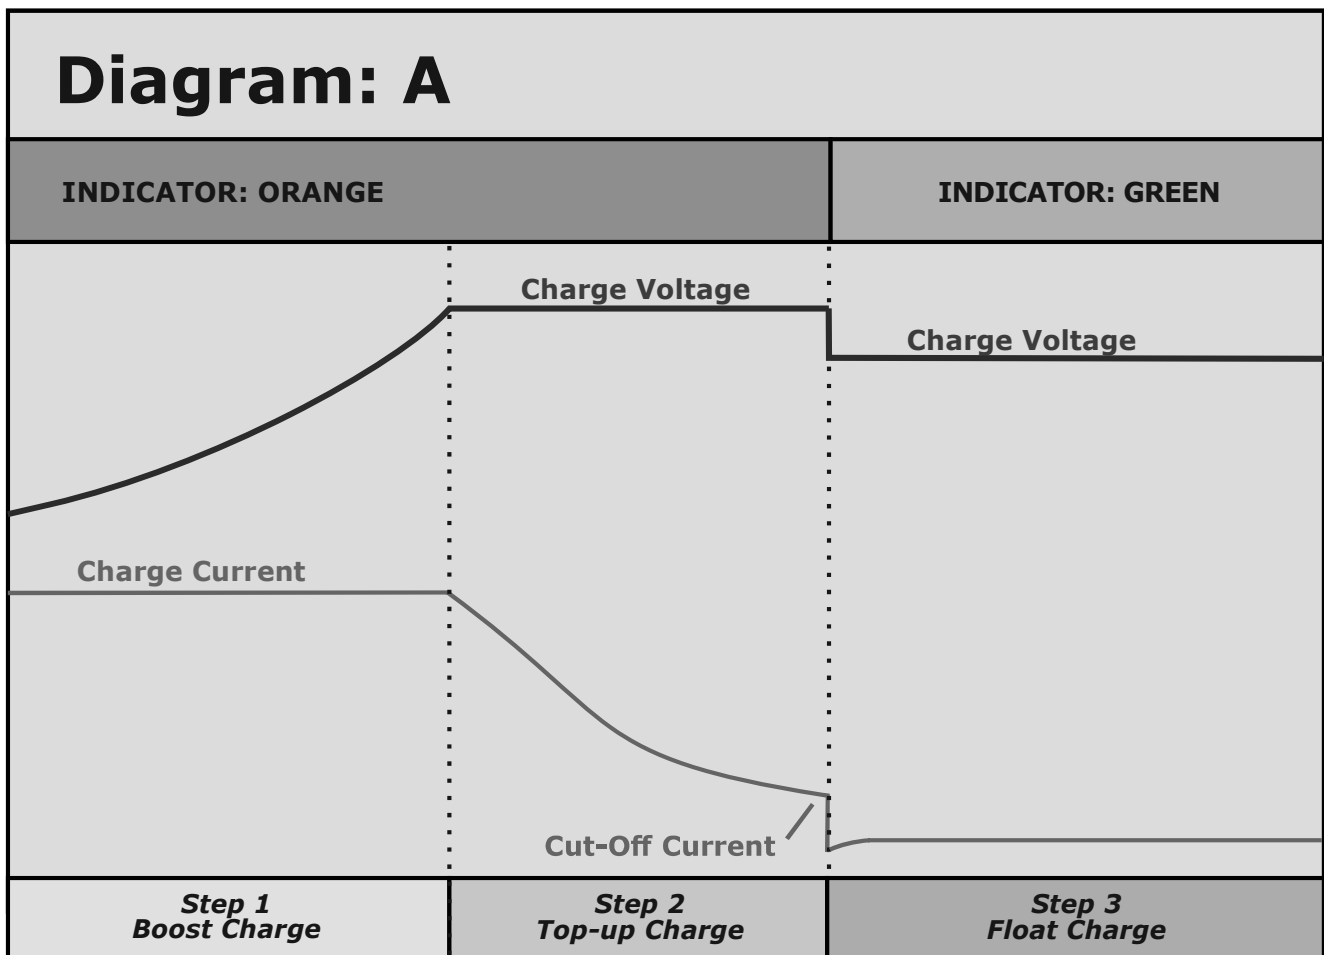 Diagram: A
INDICATOR: ORANGE
INDICATOR: GREEN
Charge Voltage
Charge Voltage
Charge Current
Cut-Off Current
Step 1
Boost Charge
Step 2
Top-up Charge
Step 3
Float Charge